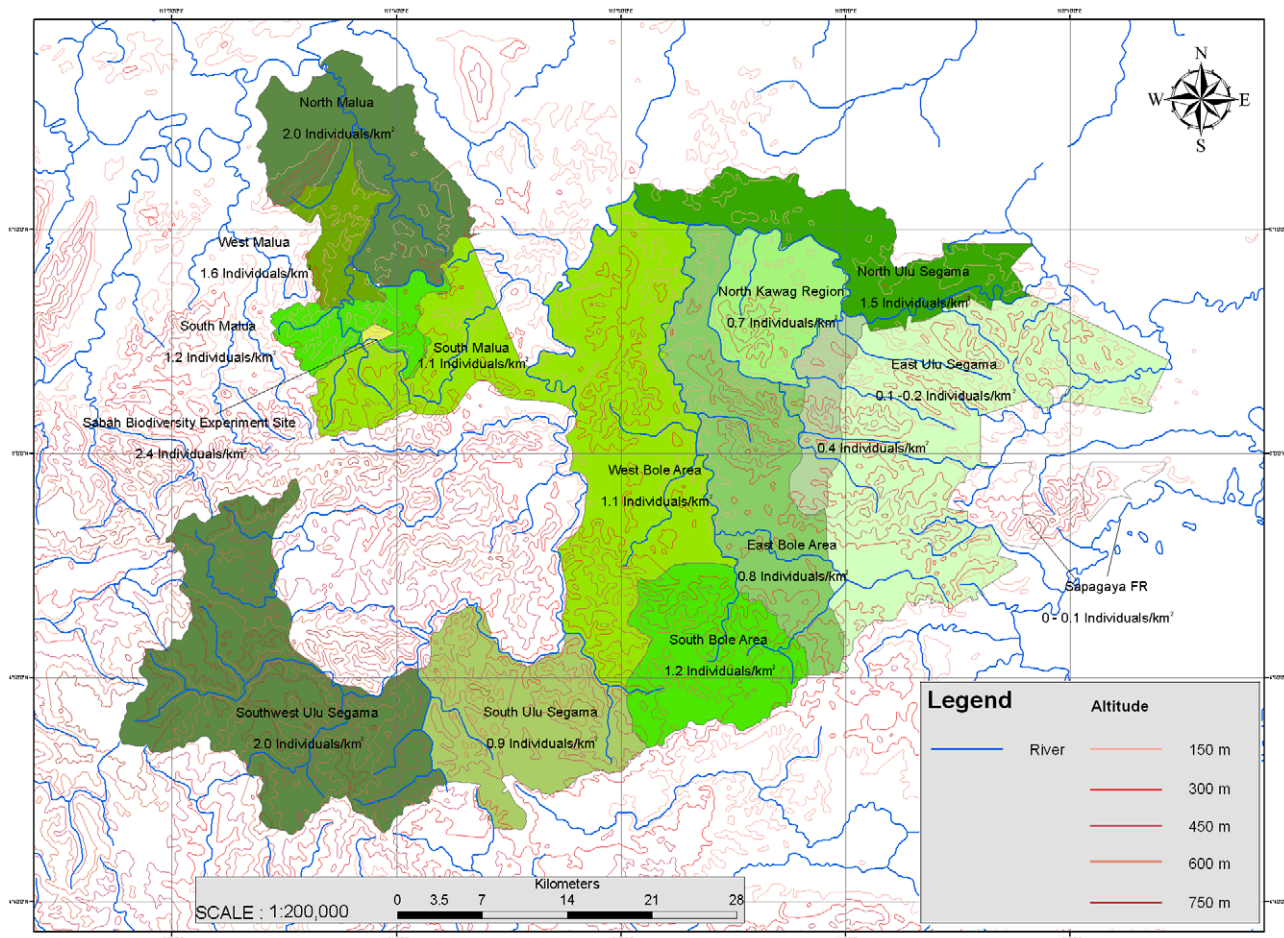 N
W E
S
North Malua
2.0 Individuals/km²
West Malua
1.6 Individuals/km²
South Malua
1.2 Individuals/km²
South Malua
1.1 Individuals/km²
Sabah Biodiversity Experiment Site
2.4 Individuals/km²
North Ulu Segama
1.5 Individuals/km²
North Kawag Region
0.7 Individuals/km²
East Ulu Segama
0.1 -0.2 Individuals/km²
0.4 Individuals/km²
West Bole Area
1.1 Individuals/km²
East Bole Area
0.8 Individuals/km²
Sapagaya FR
0 - 0.1 Individuals/km²
South Bole Area
1.2 Individuals/km²
Southwest Ulu Segama
2.0 Individuals/km²
South Ulu Segama
0.9 Individuals/km²
Legend
Altitude
River
150 m
300 m
450 m
600 m
750 m
Kilometers
SCALE : 1:200,000
0 3.5 7 14 21 28